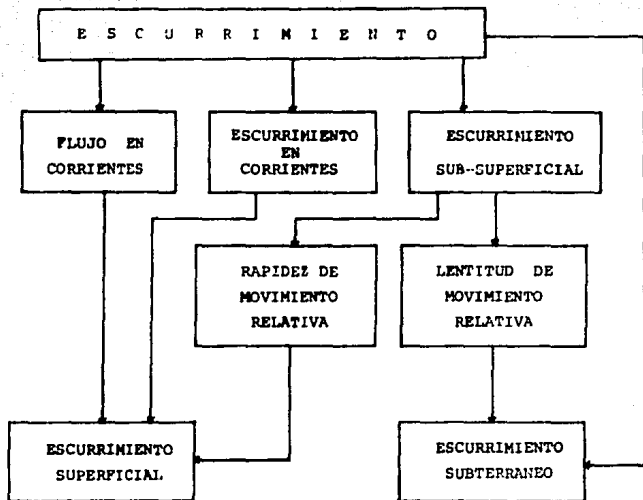 E S C U R R I M I E N T O
FLUJO EN
CORRIENTES
ESCURRIMIENTO
EN
CORRIENTES
ESCURRIMIENTO
SUB-SUPERFICIAL
RAPIDEZ DE
MOVIMIENTO
RELATIVA
LENTITUD DE
MOVIMIENTO
RELATIVA
ESCURRIMIENTO
SUPERFICIAL
ESCURRIMIENTO
SUBTERRANEO